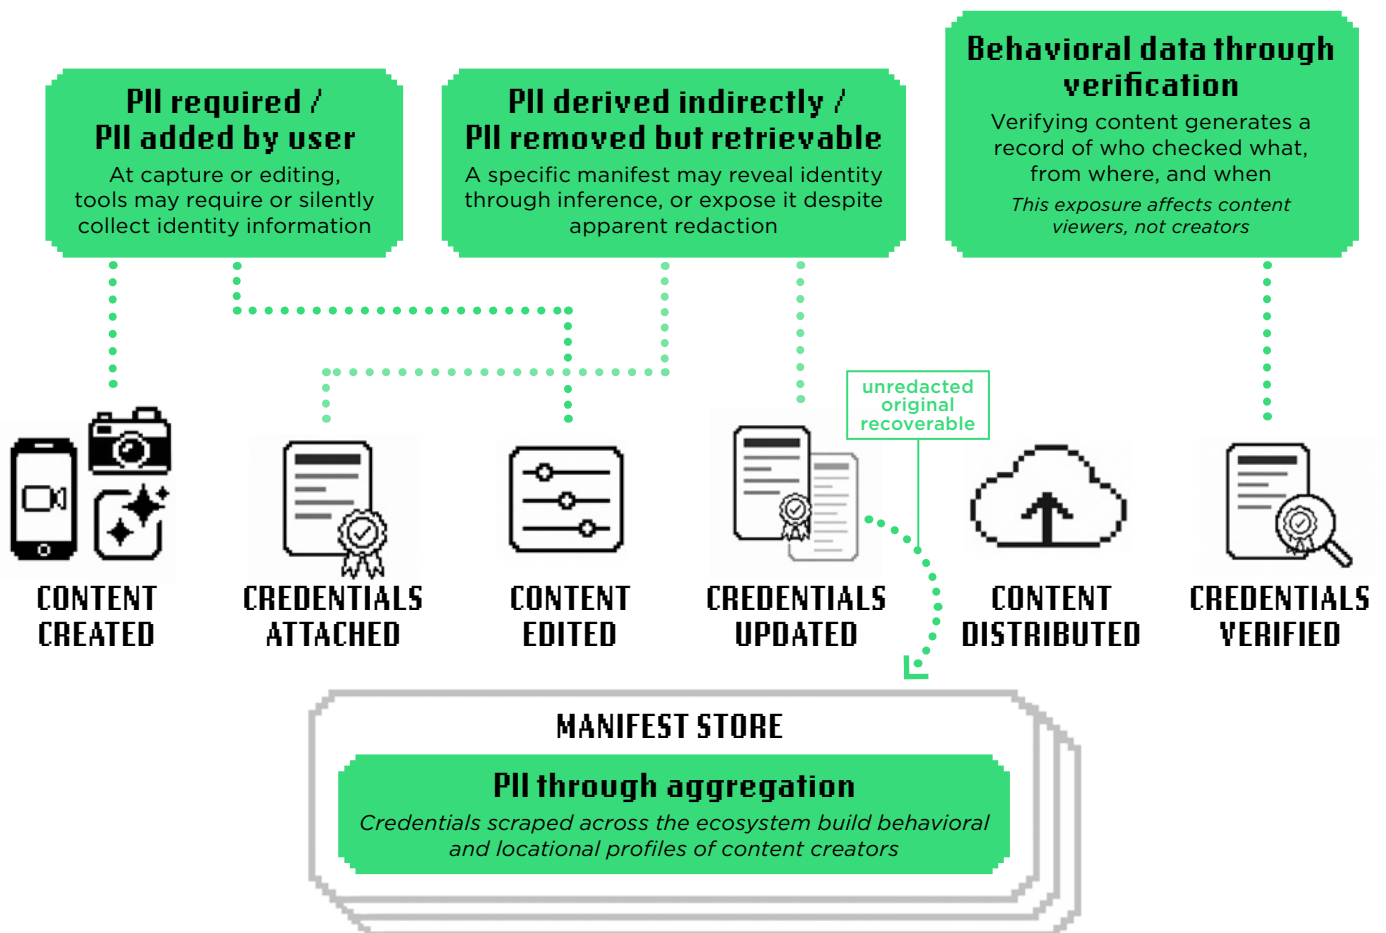 PII required /
PII added by user
At capture or editing,
tools may require or silently
collect identity information
PII derived indirectly /
PII removed but retrievable
A specific manifest may reveal identity
through inference, or expose it despite
apparent redaction
Behavioral data through
verification
Verifying content generates a
record of who checked what,
from where, and when
This exposure affects content
viewers, not creators
unredacted
original
recoverable
CONTENT
CREATED
CREDENTIALS
ATTACHED
CONTENT
EDITED
CREDENTIALS
UPDATED
CONTENT
DISTRIBUTED
CREDENTIALS
VERIFIED
MANIFEST STORE
PII through aggregation
Credentials scraped across the ecosystem build behavioral
and locational profiles of content creators